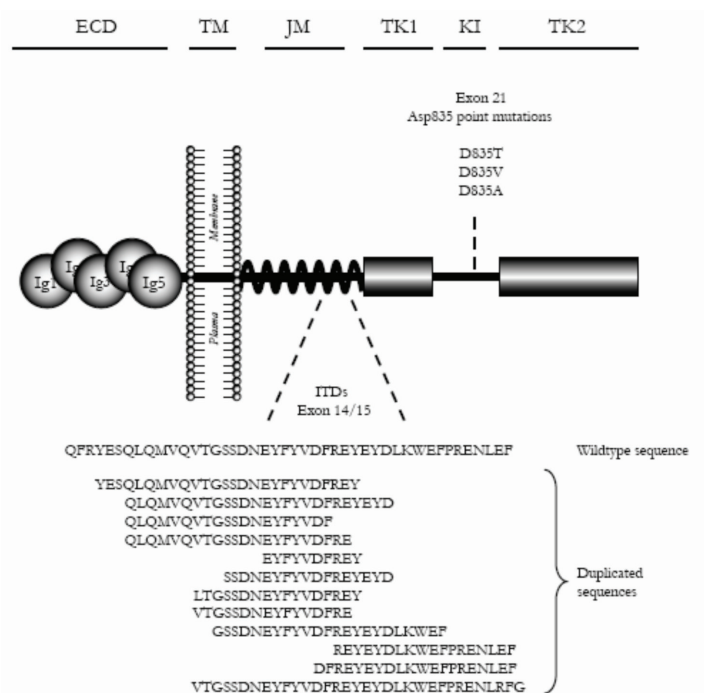 ECD TM JM TK1 KI TK2
Exon 21
Asp835 point mutations
D835T
D835V
D835A
Membrane
Ig1 Ig3 Ig5
Plasma
ITDs
Exon 14/15
QFRYESQLQMVQVTGSSDNEYFYVDFREYEYDLKWEFPRENLEF Wildtype sequence
YESQLQMVQVTGSSDNEYFYVDFREY
QLQMVQVTGSSDNEYFYVDFREYEYD
QLQMVQVTGSSDNEYFYVDF
QLQMVQVTGSSDNEYFYVDFRE
EYFYVDFREY
SSDNEYFYVDFREYEYD
LTGSSDNEYFYVDFREY
VTGSSDNEYFYVDFRE
GSSDNEYFYVDFREYEYDLKWEF
REYEYDLKWEFPRENLEF
DFREYEYDLKWEFPRENLEF
VTGSSDNEYFYVDFREYEYDLKWEFPRENLRFG
Duplicated
sequences